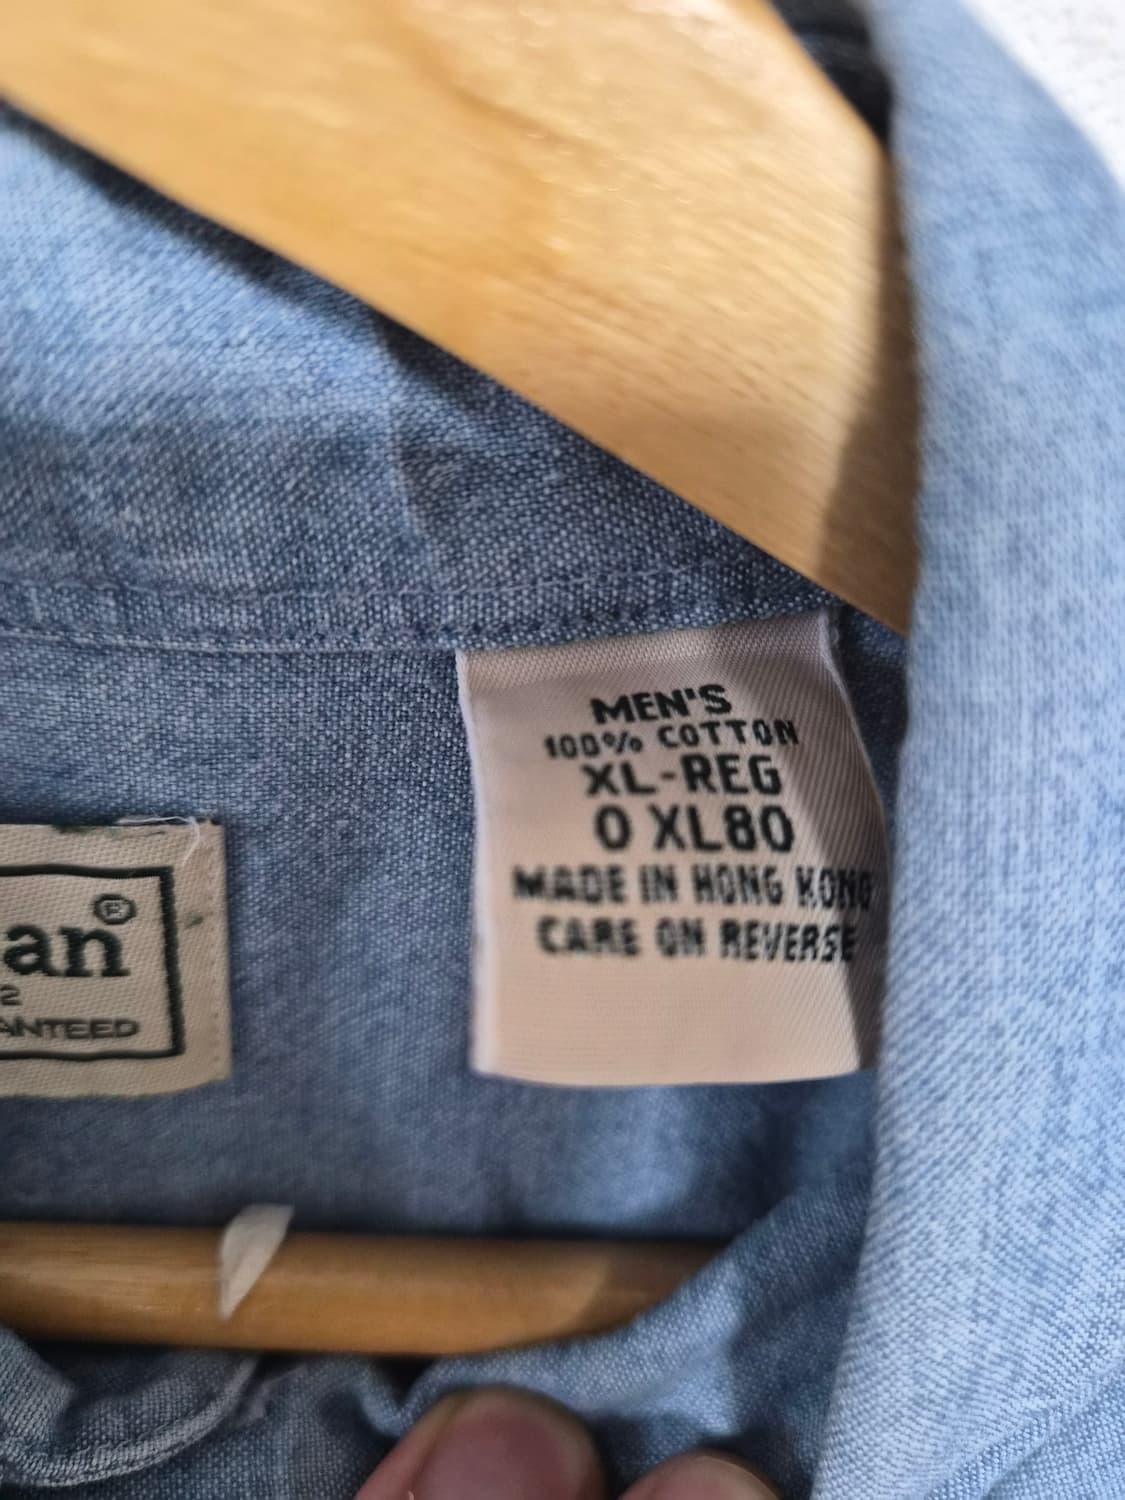 an®
2
ANTEED
MEN'S
100% COTTON
XL-REG
0 XL80
MADE IN HONG KONG
CARE ON REVERSE